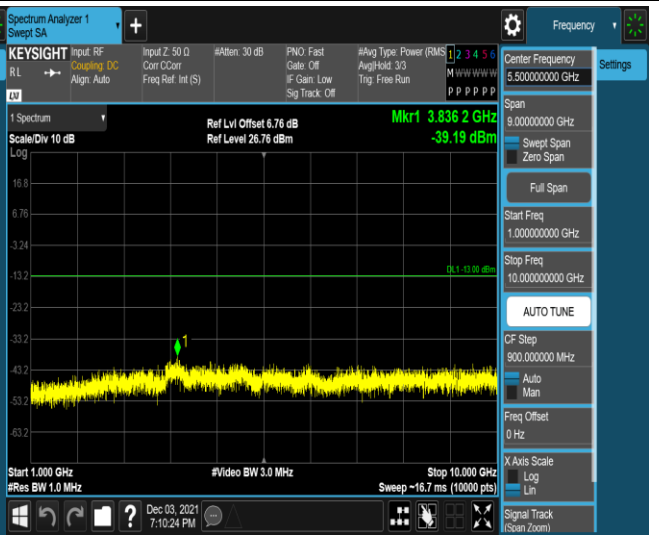 Spectrum Analyzer 1
Swept SA
+
Frequency
KEYSIGHT
R L
LXI
Input: RF
Coupling: DC
Align: Auto
Input Z: 50 Ω
Corr CCorr
Freq Ref: Int (S)
#Atten: 30 dB
PNO: Fast
Gate: Off
IF Gain: Low
Sig Track: Off
#Avg Type: Power (RMS
Avg|Hold: 3/3
Trig: Free Run
1 2 3 4 5 6
M W W W W W
P P P P P P
1 Spectrum
Scale/Div 10 dB
Log
Ref Lvl Offset 6.76 dB
Ref Level 26.76 dBm
Mkr1 3.836 2 GHz
-39.19 dBm
16.8
6.76
-3.24
-13.2
-23.2
-33.2
-43.2
-53.2
-63.2
DL1 -13.00 dBm
1
Start 1.000 GHz
#Res BW 1.0 MHz
#Video BW 3.0 MHz
Stop 10.000 GHz
Sweep ~16.7 ms (10000 pts)
Center Frequency
5.500000000 GHz
Settings
Span
9.00000000 GHz
Swept Span
Zero Span
Full Span
Start Freq
1.000000000 GHz
Stop Freq
10.000000000 GHz
AUTO TUNE
CF Step
900.000000 MHz
Auto
Man
Freq Offset
0 Hz
X Axis Scale
Log
Lin
Signal Track
(Span Zoom)
?
Dec 03, 2021
7:10:24 PM